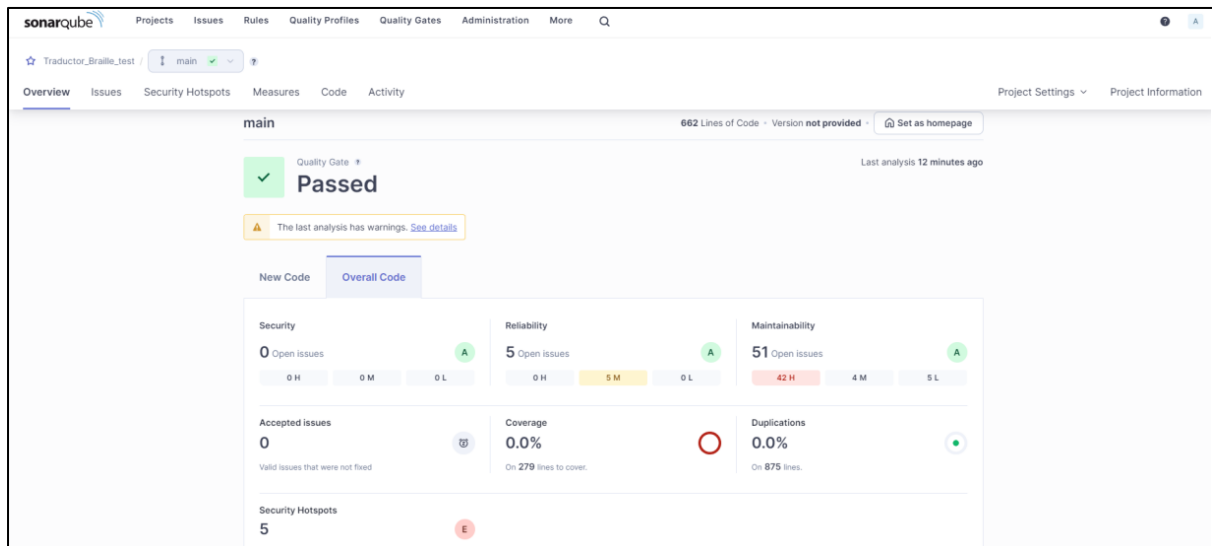 sonarqube Projects Issues Rules Quality Profiles Quality Gates Administration More ? A
Traductor_Braille_test / main ?
Overview Issues Security Hotspots Measures Code Activity Project Settings Project Information
main 662 Lines of Code • Version not provided • Set as homepage
Quality Gate ? Last analysis 12 minutes ago
Passed
The last analysis has warnings. See details
New Code Overall Code
Security Reliability Maintainability
0 Open issues A 5 Open issues A 51 Open issues A
0 H 0 M 0 L 0 H 5 M 0 L 42 H 4 M 5 L
Accepted issues Coverage Duplications
0 0.0% 0.0%
Valid issues that were not fixed On 279 lines to cover. On 875 lines.
Security Hotspots
5 E